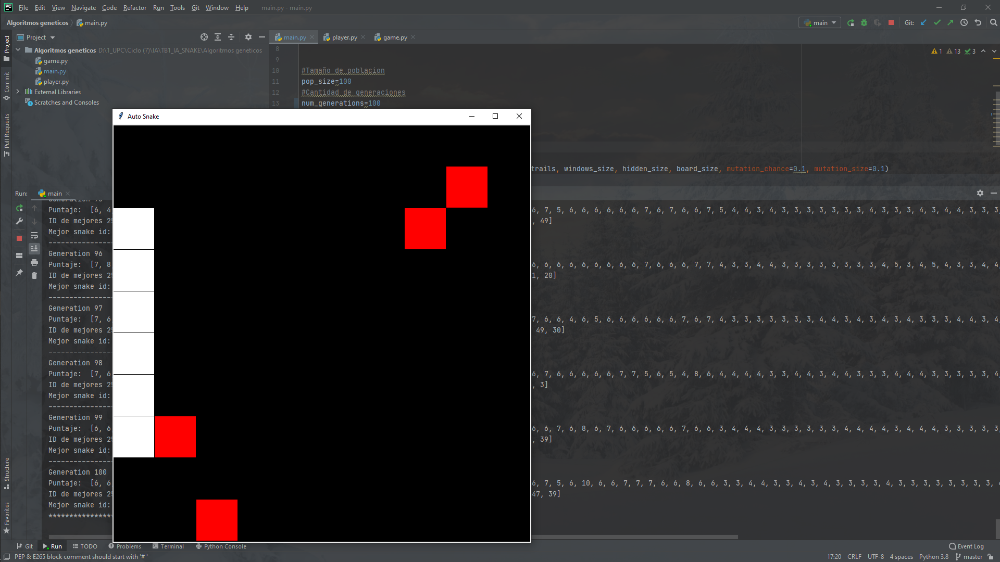 File Edit View Navigate Code Refactor Run Tools Git Window Help main.py - main.py
Algoritmos geneticos main.py main Git:
Project main.py player.py game.py
Algoritmos geneticos D:\1_UPC\Ciclo (7)\IA\TB1_IA_SNAKE\Algoritmos geneticos
game.py
main.py
player.py
External Libraries
Scratches and Consoles
Project
Commit
Pull Requests
Structure
Favorites
1 13 3
8
9
10 #Tamaño de poblacion
11 pop_size=100
12 #Cantidad de generaciones
13 num_generations=100
trails, windows_size, hidden_size, board_size, mutation_chance=0.1, mutation_size=0.1)
Auto Snake
Run: main
Puntaje: [6, 4 6, 7, 5, 6, 6, 6, 6, 6, 6, 7, 6, 7, 6, 6, 7, 5, 4, 4, 3, 4, 3, 3, 3, 3, 3, 3, 3, 4, 3, 3, 3, 4, 3, 4, 4, 3, 3, 3,
ID de mejores , 49]
Mejor snake id:
------------------
Generation 96
Puntaje: [7, 8 6, 6, 6, 6, 6, 6, 6, 6, 6, 7, 6, 6, 6, 7, 7, 4, 3, 3, 4, 4, 3, 3, 3, 3, 3, 3, 3, 4, 5, 4, 3, 4, 5, 4, 3, 3, 4, 4,
ID de mejores 1, 20]
Mejor snake id:
------------------
Generation 97
Puntaje: [7, 6 7, 6, 6, 4, 6, 5, 6, 6, 6, 6, 6, 6, 7, 6, 7, 4, 3, 3, 3, 3, 3, 3, 3, 4, 4, 3, 4, 3, 4, 3, 4, 3, 3, 3, 4, 4, 3, 4,
ID de mejores 49, 30]
Mejor snake id:
------------------
Generation 98
Puntaje: [7, 6 6, 7, 6, 6, 6, 6, 6, 7, 7, 5, 6, 5, 4, 8, 6, 4, 4, 4, 4, 3, 3, 4, 4, 3, 4, 4, 3, 3, 3, 4, 4, 4, 3, 3, 3, 3, 3, 4,
ID de mejores , 3]
Mejor snake id:
------------------
Generation 99
Puntaje: [6, 6 6, 6, 7, 6, 8, 6, 7, 6, 6, 6, 6, 6, 7, 6, 6, 3, 4, 4, 4, 3, 3, 3, 3, 3, 3, 4, 4, 4, 4, 3, 4, 4, 4, 3, 3, 3, 3, 3,
ID de mejores , 39]
Mejor snake id:
------------------
Generation 100
Puntaje: [6, 6 6, 7, 5, 6, 10, 6, 6, 7, 7, 7, 6, 6, 8, 6, 6, 3, 3, 4, 4, 3, 3, 4, 3, 4, 3, 3, 3, 4, 3, 3, 3, 3, 3, 3, 3,
ID de mejores 47, 39]
Mejor snake id:
****************
Git Run TODO Problems Terminal Python Console Event Log
PEP 8: E265 block comment should start with '# ' 17:20 CRLF UTF-8 4 spaces Python 3.8 master